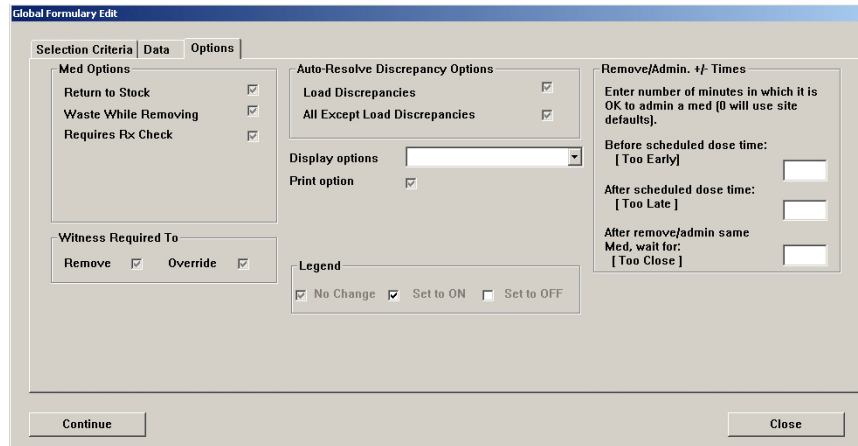 Global Formulary Edit
Selection Criteria
Data
Options
Med Options
Return to Stock
Waste While Removing
Requires Rx Check
Witness Required To
Remove
Override
Auto-Resolve Discrepancy Options
Load Discrepancies
All Except Load Discrepancies
Display options
Print option
Legend
No Change
Set to ON
Set to OFF
Remove/Admin. +/- Times
Enter number of minutes in which it is
OK to admin a med (0 will use site
defaults).
Before scheduled dose time:
[ Too Early]
After scheduled dose time:
[ Too Late ]
After remove/admin same
Med, wait for:
[ Too Close ]
Continue
Close